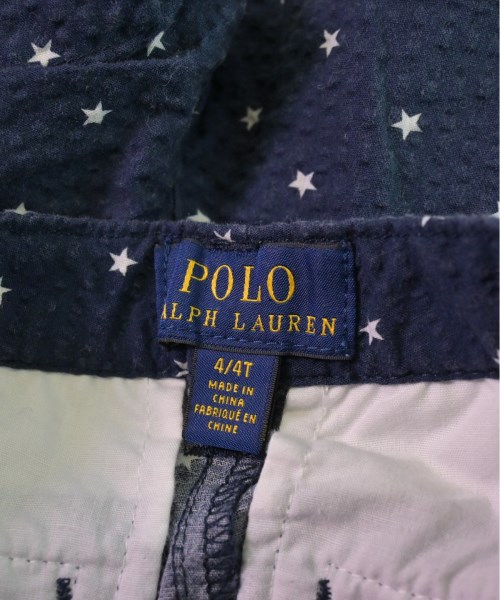 POLO
ALPH LAUREN
4/4T
MADE IN
CHINA
FABRIQUÉ EN
CHINE